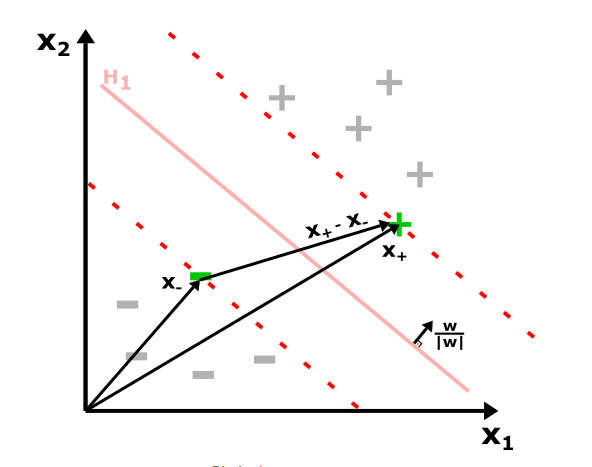 x₂
H₁
x₊ - x₋
x₊
x₋
w
|w|
x₁